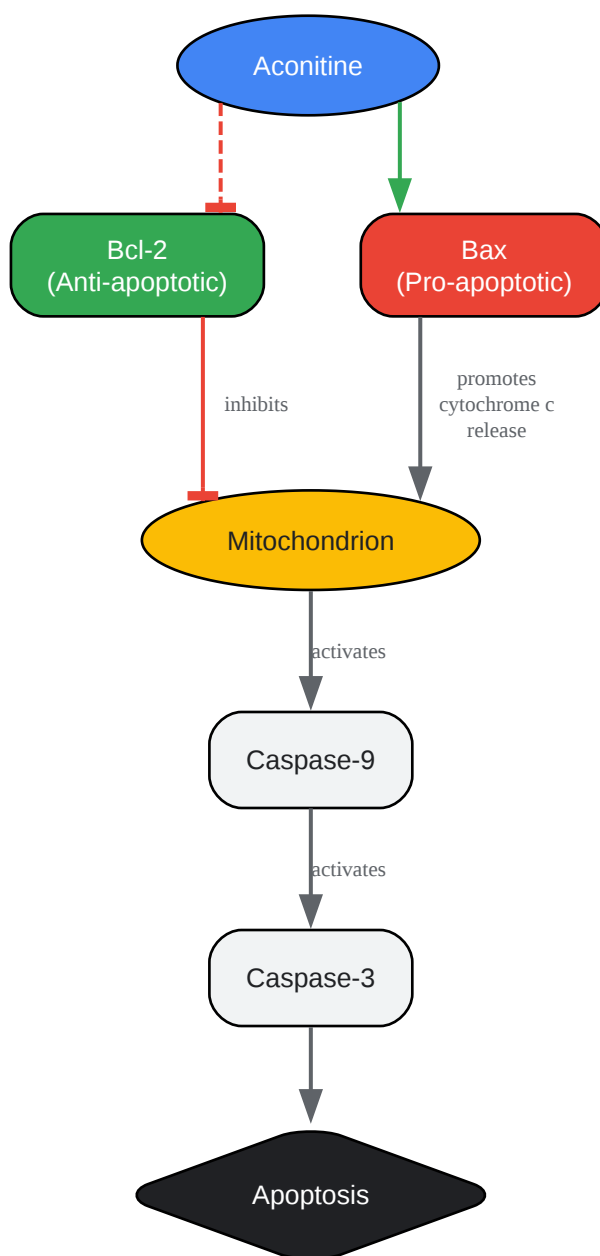 Aconitine
Bcl-2
(Anti-apoptotic)
Bax
(Pro-apoptotic)
inhibits
promotes
cytochrome c
release
Mitochondrion
activates
Caspase-9
activates
Caspase-3
Apoptosis